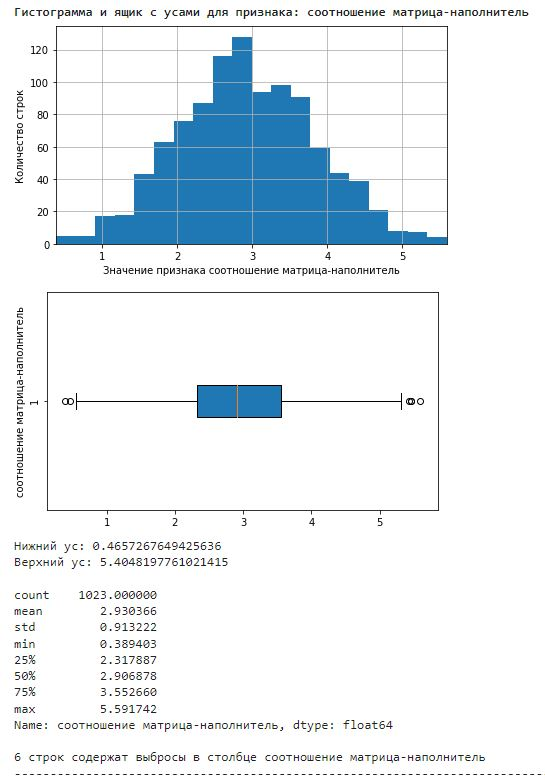 Гистограмма и ящик с усами для признака: соотношение матрица-наполнитель
120
100
80
60
40
20
0
Количество строк
1 2 3 4 5
Значение признака соотношение матрица-наполнитель
соотношение матрица-наполнитель
1
1 2 3 4 5
Нижний ус: 0.4657267649425636
Верхний ус: 5.4048197761021415
count 1023.000000
mean 2.930366
std 0.913222
min 0.389403
25% 2.317887
50% 2.906878
75% 3.552660
max 5.591742
Name: соотношение матрица-наполнитель, dtype: float64
6 строк содержат выбросы в столбце соотношение матрица-наполнитель